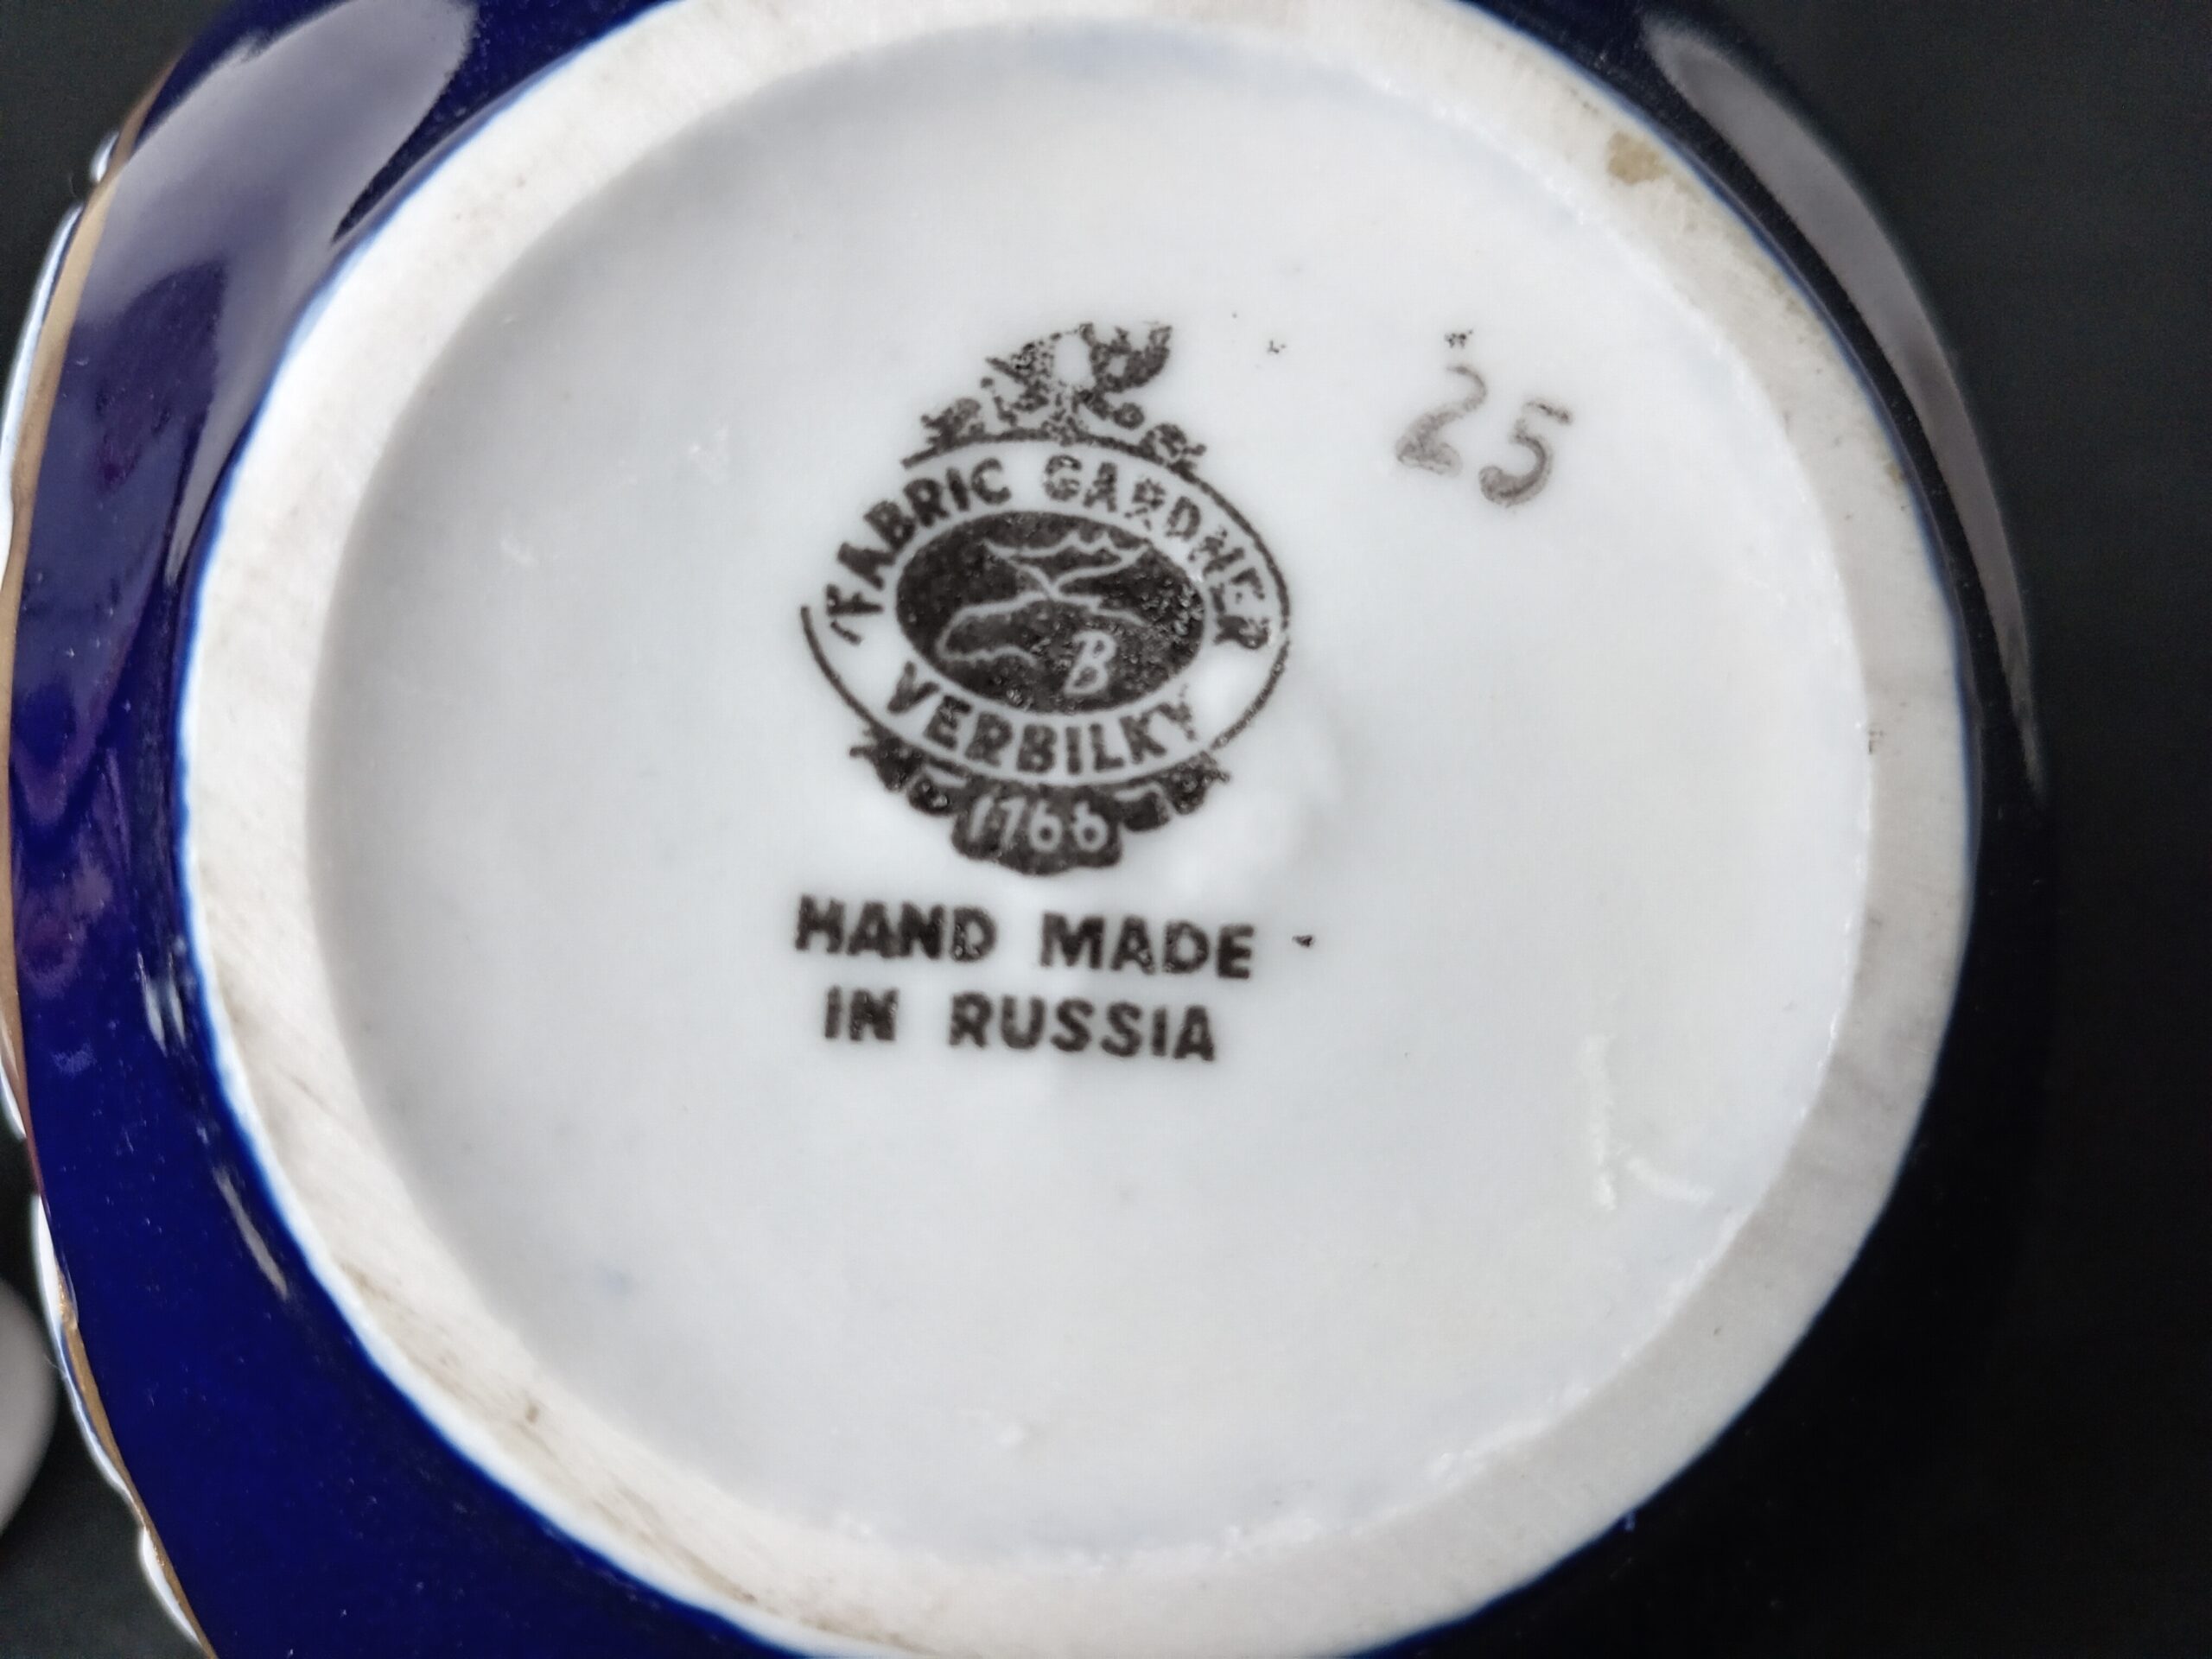 25
"FABRIC GARDNER
B
VERBILKY
1766
HAND MADE
IN RUSSIA